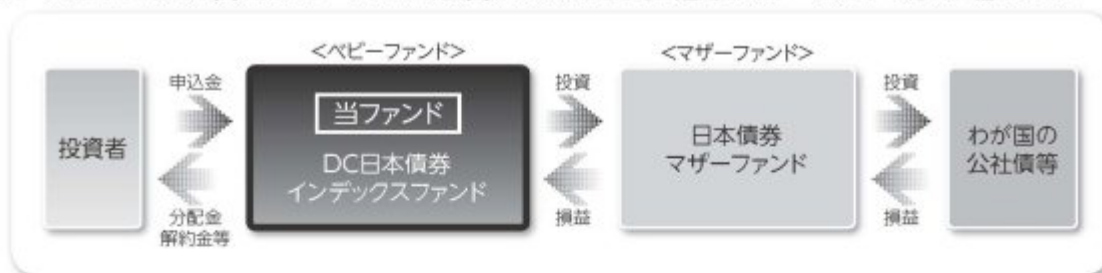 <ベビーファンド>
<マザーファンド>
投資者
申込金
分配金
解約金等
当ファンド
DC日本債券
インデックスファンド
投資
損益
日本債券
マザーファンド
投資
損益
わが国の
公社債等